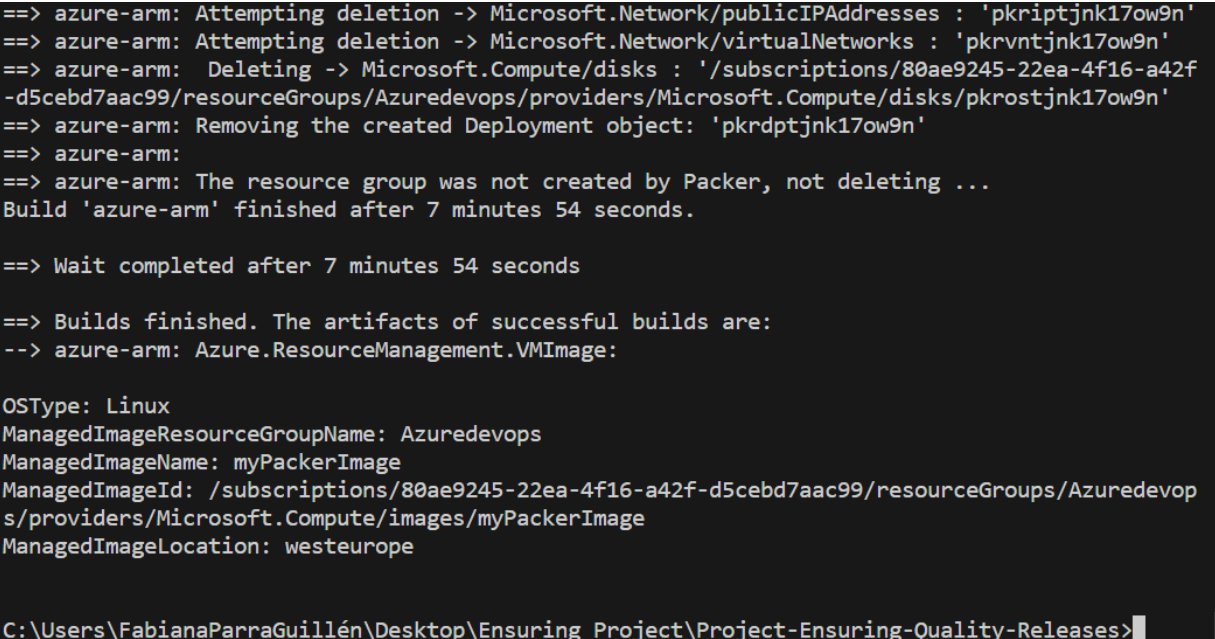 ==> azure-arm: Attempting deletion -> Microsoft.Network/publicIPAddresses : 'pkriptjnk17ow9n'
==> azure-arm: Attempting deletion -> Microsoft.Network/virtualNetworks : 'pkrvntjnk17ow9n'
==> azure-arm:  Deleting -> Microsoft.Compute/disks : '/subscriptions/80ae9245-22ea-4f16-a42f
-d5cebd7aac99/resourceGroups/Azuredevops/providers/Microsoft.Compute/disks/pkrostjnk17ow9n'
==> azure-arm: Removing the created Deployment object: 'pkrdptjnk17ow9n'
==> azure-arm:
==> azure-arm: The resource group was not created by Packer, not deleting ...
Build 'azure-arm' finished after 7 minutes 54 seconds.
==> Wait completed after 7 minutes 54 seconds
==> Builds finished. The artifacts of successful builds are:
--> azure-arm: Azure.ResourceManagement.VMImage:
OSType: Linux
ManagedImageResourceGroupName: Azuredevops
ManagedImageName: myPackerImage
ManagedImageId: /subscriptions/80ae9245-22ea-4f16-a42f-d5cebd7aac99/resourceGroups/Azuredevop
s/providers/Microsoft.Compute/images/myPackerImage
ManagedImageLocation: westeurope
C:\Users\FabianaParraGuillén\Desktop\Ensuring Project\Project-Ensuring-Quality-Releases>